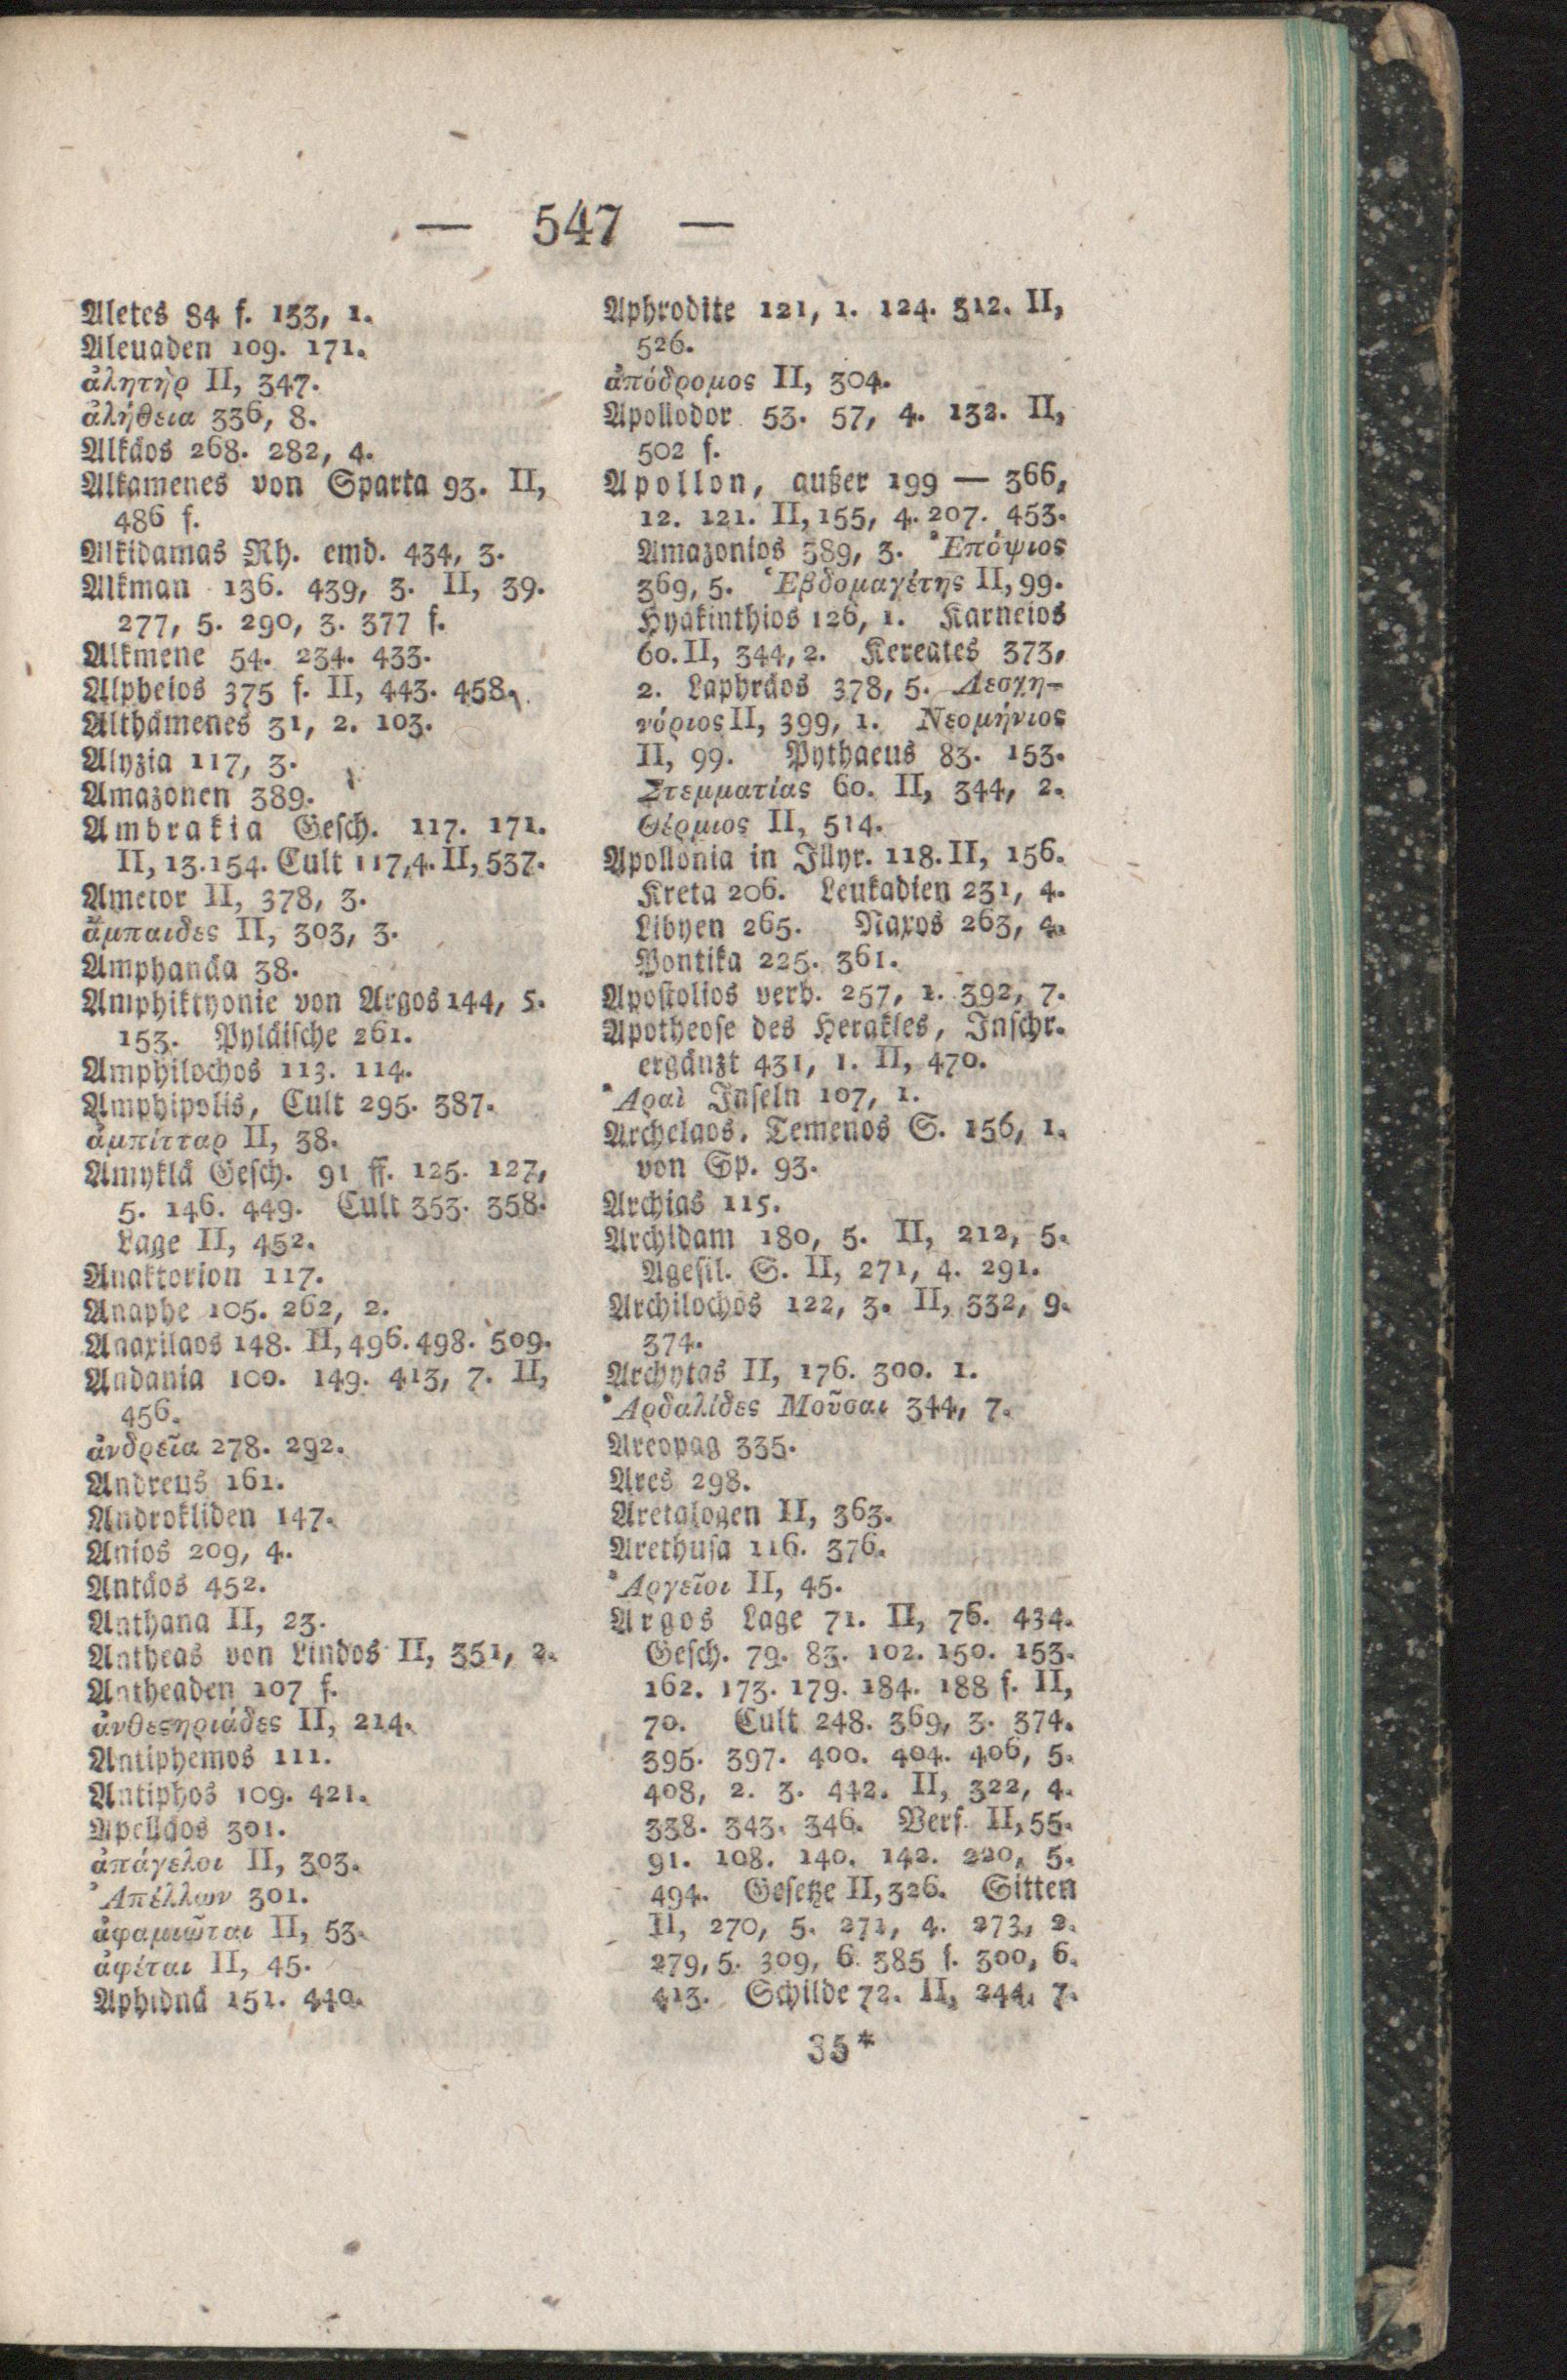 — 547 —
Aletes 84 f. 153, 1.
Aleuaden 109. 171.
ἀλητὴρ II, 347.
ἀλήθεια 336, 8.
Alkäos 268. 282, 4.
Alkamenes von Sparta 93. II,
486 f.
Alkidamas Rh. emd. 434, 3.
Alkman 136. 439, 3. II, 39.
277, 5. 290, 3. 377 f.
Alkmene 54. 234. 433.
Alpheios 375 f. II, 443. 458.
Althämenes 31, 2. 103.
Alyzia 117, 3.
Amazonen 389.
Ambrakia Gesch. 117. 171.
II, 13. 154. Cult 117, 4. II, 537.
Ametor II, 378, 3.
ἄμπαιδες II, 303, 3.
Amphanäa 38.
Amphiktyonie von Argos 144, 5.
153. Pyläische 261.
Amphilochos 113. 114.
Amphipolis, Cult 295. 387.
ἀμπίτταρ II, 38.
Amyklä Gesch. 91 ff. 125. 127,
5. 146. 449. Cult 353. 358.
Lage II, 452.
Anaktorion 117.
Anaphe 105. 262, 2.
Anaxilaos 148. II, 496. 498. 509.
Andania 100. 149. 413, 7. II,
456.
ἀνδρεῖα 278. 292.
Andreus 161.
Androkliden 147.
Anios 209, 4.
Antäos 452.
Anthana II, 23.
Antheas von Lindos II, 351, 2.
Antheaden 107 f.
ἀνθεϛηριάδες II, 214.
Antiphemos 111.
Antiphos 109. 421.
Apelläos 301.
ἀπάγελοι II, 303.
Ἀπέλλων 301.
ἀφαμιῶται II, 53.
ἀφέται II, 45.
Aphidnä 151. 440.
Aphrodite 121, 1. 124. 312. II,
526.
ἀπόδρομος II, 304.
Apollodor 53. 57, 4. 132. II,
502 f.
Apollon, außer 199 — 366,
12. 121. II, 155, 4. 207. 453.
Amazonios 389, 3. Ἐπόψιος
369, 5. Ἑβδομαγέτης II, 99.
Hyakinthios 126, 1. Karneios
60. II, 344, 2. Kereates 373,
2. Laphräos 378, 5. Λεσχη-
νόριος II, 399, 1. Νεομήνιος
II, 99. Pythaeus 83. 153.
Στεμματίας 60. II, 344, 2.
Θέρμιος II, 514.
Apollonia in Illyr. 118. II, 156.
Kreta 206. Leukadien 231, 4.
Libyen 265. Naxos 263, 4.
Pontika 225. 361.
Apostolios verb. 257, 1. 392, 7.
Apotheose des Herakles, Inschr.
ergänzt 431, 1. II, 470.
Ἀραὶ Inseln 107, 1.
Archelaos, Temenos S. 156, 1.
von Sp. 93.
Archias 115.
Archidam 180, 5. II, 212, 5.
Agesil. S. II, 271, 4. 291.
Archilochos 122, 3. II, 332, 9.
374.
Archytas II, 176. 300. 1.
Ἀρδαλίδες Μοῦσαι 344, 7.
Areopag 335.
Ares 298.
Aretalogen II, 363.
Arethusa 116. 376.
Ἀργεῖοι II, 45.
Argos Lage 71. II, 76. 434.
Gesch. 79. 83. 102. 150. 153.
162. 173. 179. 184. 188 f. II,
70. Cult 248. 369, 3. 374.
395. 397. 400. 404. 406, 5.
408, 2. 3. 442. II, 322, 4.
338. 343. 346. Verf. II, 55.
91. 108. 140. 142. 220, 5.
494. Gesetze II, 326. Sitten
II, 270, 5. 271, 4. 273, 2.
279, 5. 309, 6. 385 f. 300, 6.
413. Schilde 72. II, 244, 7.
35*